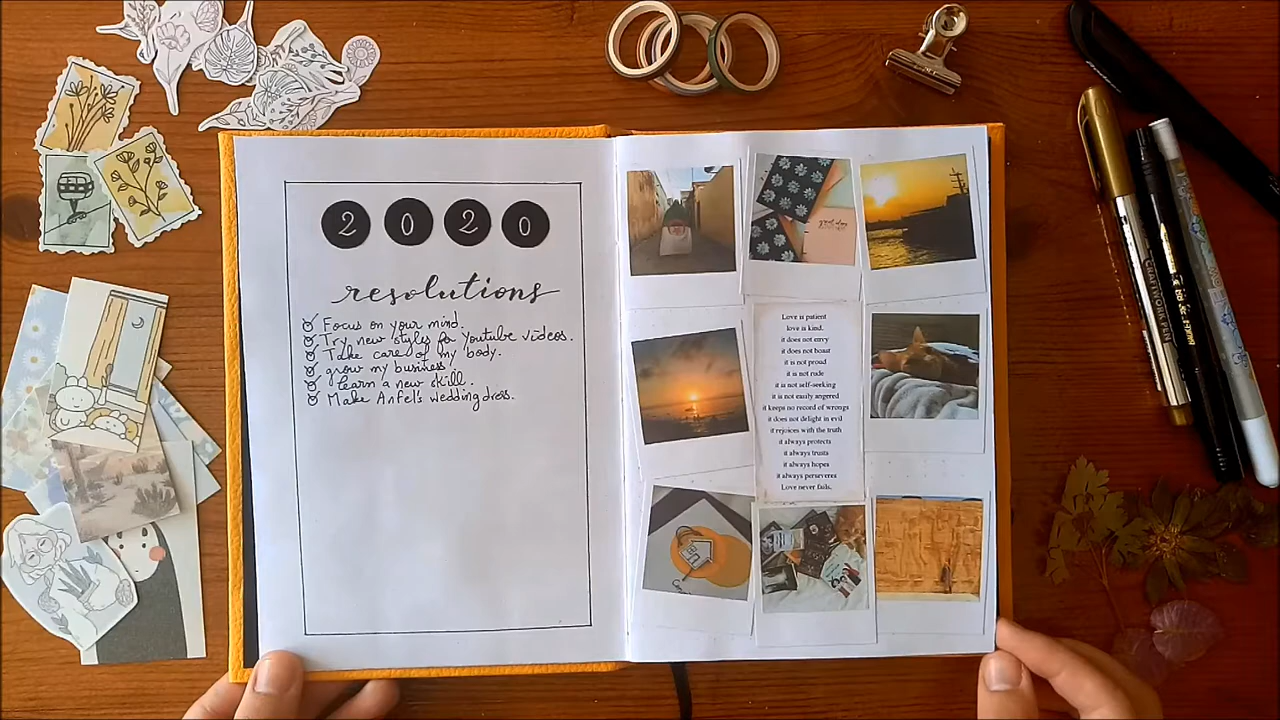 2020
resolutions
Focus on your mind.
Try new styles for Youtube videos.
Take care of my body.
grow my business.
learn a new skill.
Make Anfel's wedding dress.
Love is patient
love is kind.
it does not envy
it does not boast
it is not proud
it is not rude
it is not self-seeking
it is not easily angered
it keeps no record of wrongs
it does not delight in evil
it rejoices with the truth
it always protects
it always trusts
it always hopes
it always perseveres
Love never fails.
CRAFTWORK PEN